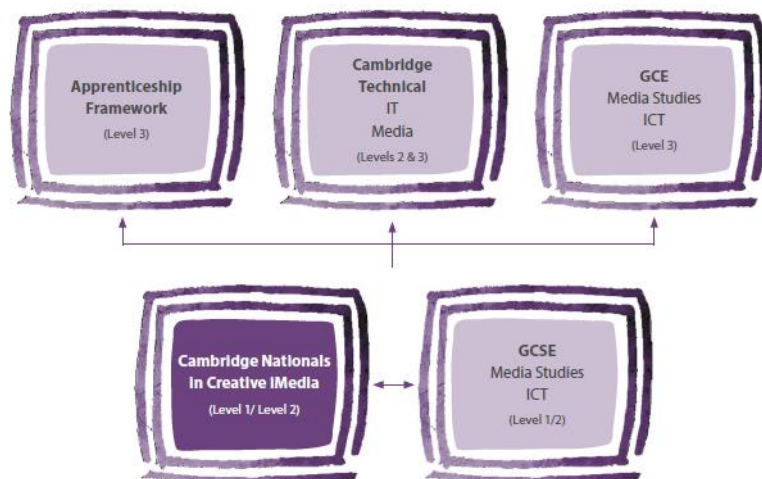 Apprenticeship
Framework
(Level 3)
Cambridge
Technical
IT
Media
(Levels 2 & 3)
GCE
Media Studies
ICT
(Level 3)
Cambridge Nationals
in Creative iMedia
(Level 1/ Level 2)
GCSE
Media Studies
ICT
(Level 1/2)